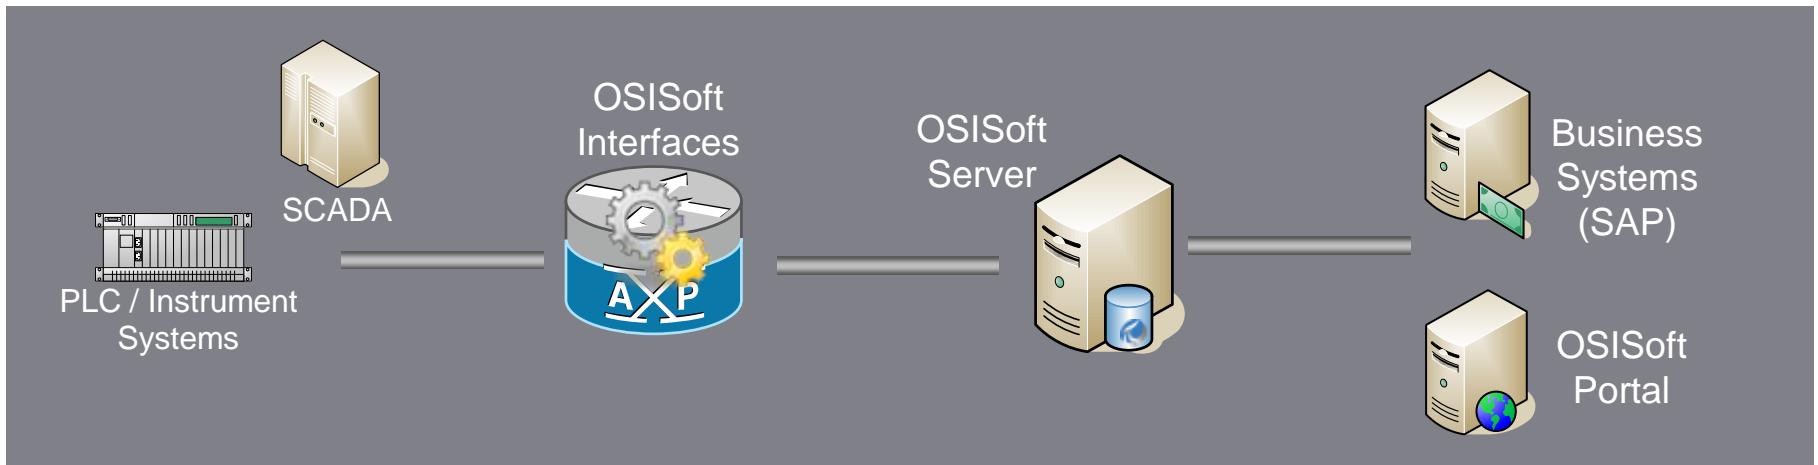 SCADA
PLC / Instrument
Systems
OSISoft
Interfaces
A P
OSISoft
Server
Business
Systems
(SAP)
OSISoft
Portal